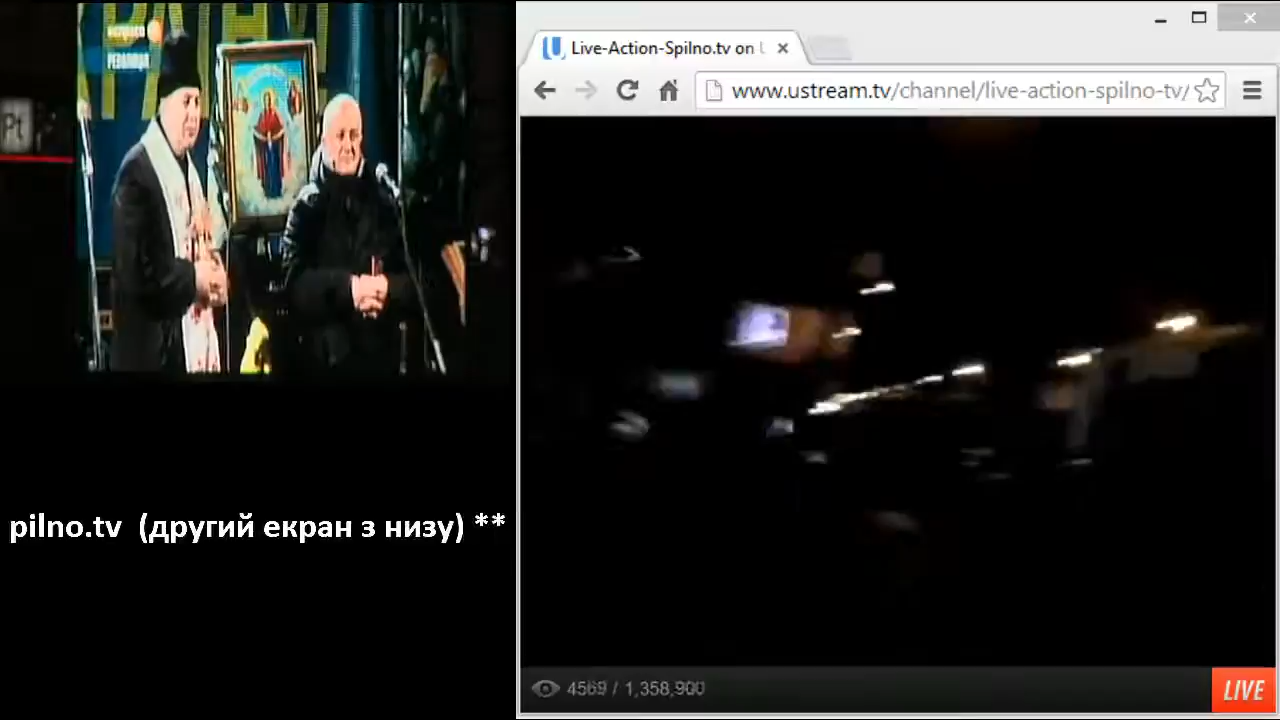 Pt
Live-Action-Spilno.tv on U
www.ustream.tv/channel/live-action-spilno-tv/
pilno.tv (другий екран з низу) **
4569 / 1,358,900
LIVE